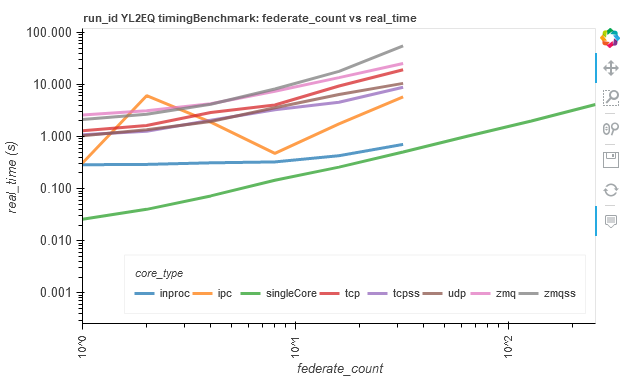 run_id YL2EQ timingBenchmark: federate_count vs real_time
100.000
10.000
1.000
0.100
0.010
0.001
real_time (s)
core_type
inproc ipc singleCore tcp tcpss udp zmq zmqss
10^0 10^1 10^2
federate_count